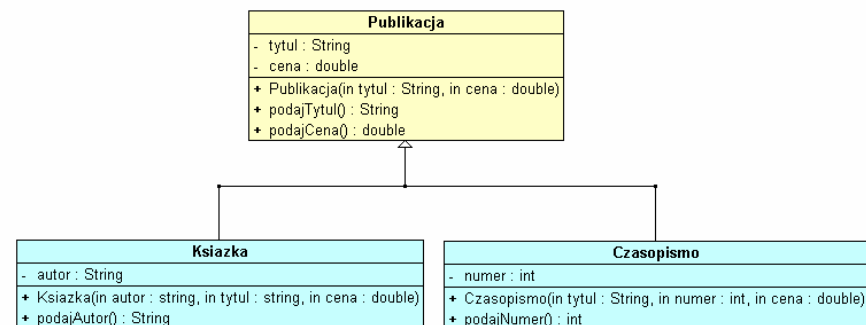 Publikacja
- tytul : String
- cena : double
+ Publikacja(in tytul : String, in cena : double)
+ podajTytul() : String
+ podajCena() : double
Ksiazka
- autor : String
+ Ksiazka(in autor : string, in tytul : string, in cena : double)
+ podajAutor() : String
Czasopismo
- numer : int
+ Czasopismo(in tytul : String, in numer : int, in cena : double)
+ podajNumer() : int